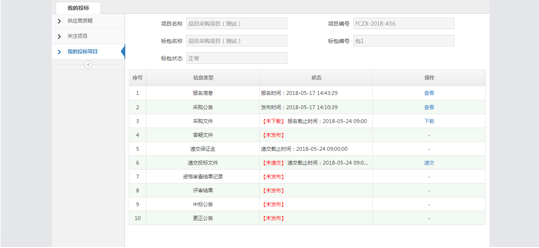 我的投标
供应商质疑
关注项目
我的投标项目
项目名称 品目采购项目（测试） 项目编号 FCZX-2018-A56
标包名称 品目采购项目（测试） 标包编号 包1
标包状态 正常
序号 信息类型 状态 操作
1 报名信息 报名时间：2018-05-17 14:43:29 查看
2 采购公告 发布时间：2018-05-17 14:10:39 查看
3 采购文件 【未下载】 报名截止时间：2018-05-24 09:00 下载
4 答疑文件 【未发布】 -
5 递交保证金 递交截止时间：2018-05-24 09:00:00 -
6 递交投标文件 【未递交】 递交截止时间：2018-05-24 09:0... 递交
7 资格审查结果记录 【未发布】 -
8 评审结果 【未发布】 -
9 中标公告 【未发布】 -
10 更正公告 【未发布】 -